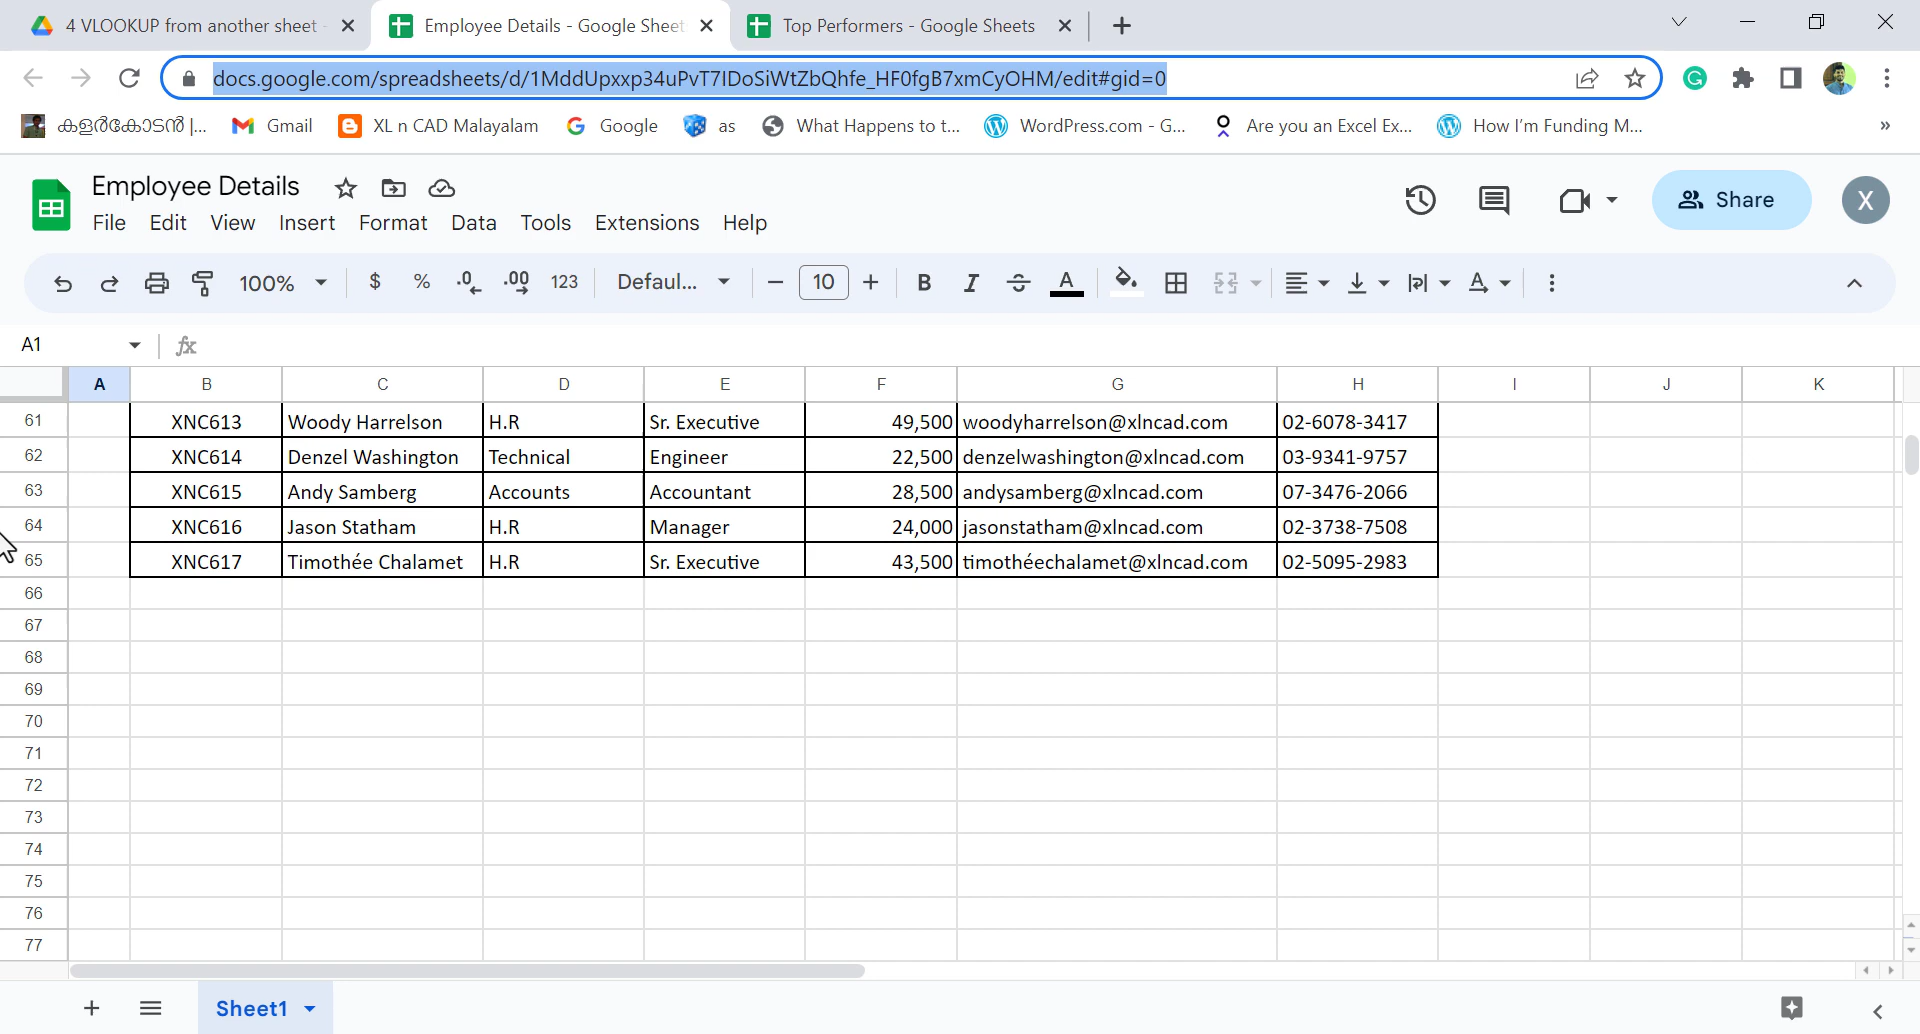 4 VLOOKUP from another sheet -
Employee Details - Google Sheet
Top Performers - Google Sheets
docs.google.com/spreadsheets/d/1MddUpxxp34uPvT7IDoSiWtZbQhfe_HF0fgB7xmCyOHM/edit#gid=0
കളർകോടൻ |... Gmail XL n CAD Malayalam Google as What Happens to t... WordPress.com - G... Are you an Excel Ex... How I'm Funding M... »
Employee Details
File Edit View Insert Format Data Tools Extensions Help
Share
X
100% $ % .0 .00 123 Defaul... − 10 + B I S A A
A1 fx
A B C D E F G H I J K
61 XNC613 Woody Harrelson H.R Sr. Executive 49,500 woodyharrelson@xlncad.com 02-6078-3417
62 XNC614 Denzel Washington Technical Engineer 22,500 denzelwashington@xlncad.com 03-9341-9757
63 XNC615 Andy Samberg Accounts Accountant 28,500 andysamberg@xlncad.com 07-3476-2066
64 XNC616 Jason Statham H.R Manager 24,000 jasonstatham@xlncad.com 02-3738-7508
65 XNC617 Timothée Chalamet H.R Sr. Executive 43,500 timothéechalamet@xlncad.com 02-5095-2983
66
67
68
69
70
71
72
73
74
75
76
77
Sheet1